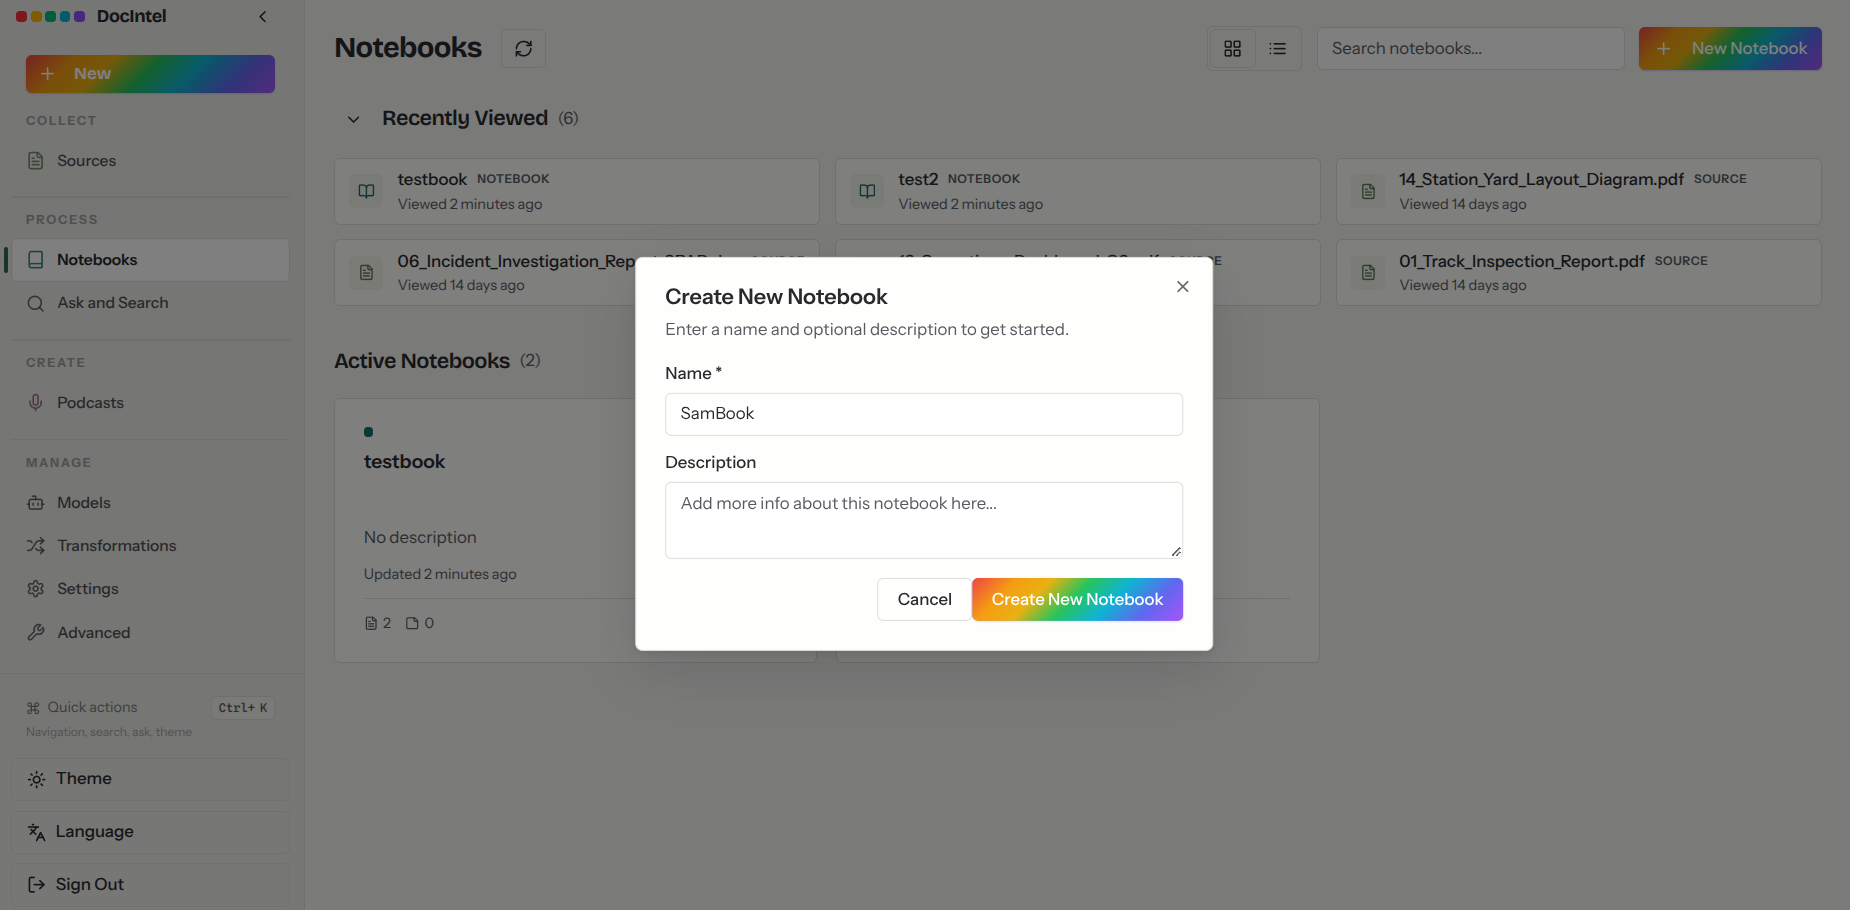 DocIntel
New
COLLECT
Sources
PROCESS
Notebooks
Ask and Search
CREATE
Podcasts
MANAGE
Models
Transformations
Settings
Advanced
Quick actions Ctrl+ K
Navigation, search, ask, theme
Theme
Language
Sign Out
Notebooks
Search notebooks...
New Notebook
Recently Viewed (6)
testbook NOTEBOOK
Viewed 2 minutes ago
test2 NOTEBOOK
Viewed 2 minutes ago
14_Station_Yard_Layout_Diagram.pdf SOURCE
Viewed 14 days ago
Viewed 14 days ago
01_Track_Inspection_Report.pdf SOURCE
Viewed 14 days ago
Active Notebooks (2)
testbook
No description
Updated 2 minutes ago
2 0
Create New Notebook
Enter a name and optional description to get started.
Name *
SamBook
Description
Add more info about this notebook here...
Cancel
Create New Notebook